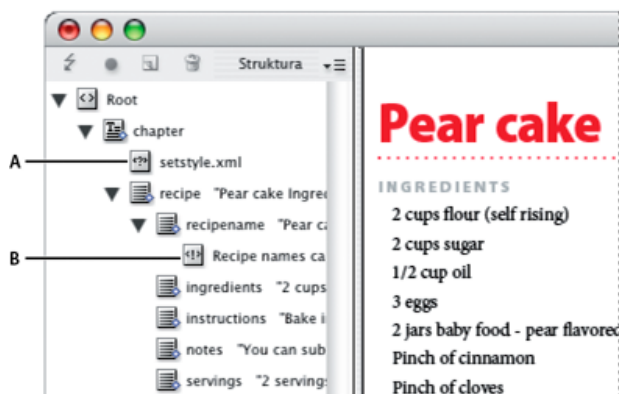 Struktura
Root
chapter
A
setstyle.xml
recipe "Pear cake Ingre
recipename "Pear ca
B
Recipe names ca
ingredients "2 cups
instructions "Bake i
notes "You can sub
servings "2 serving
Pear cake
INGREDIENTS
2 cups flour (self rising)
2 cups sugar
1/2 cup oil
3 eggs
2 jars baby food - pear flavored
Pinch of cinnamon
Pinch of cloves